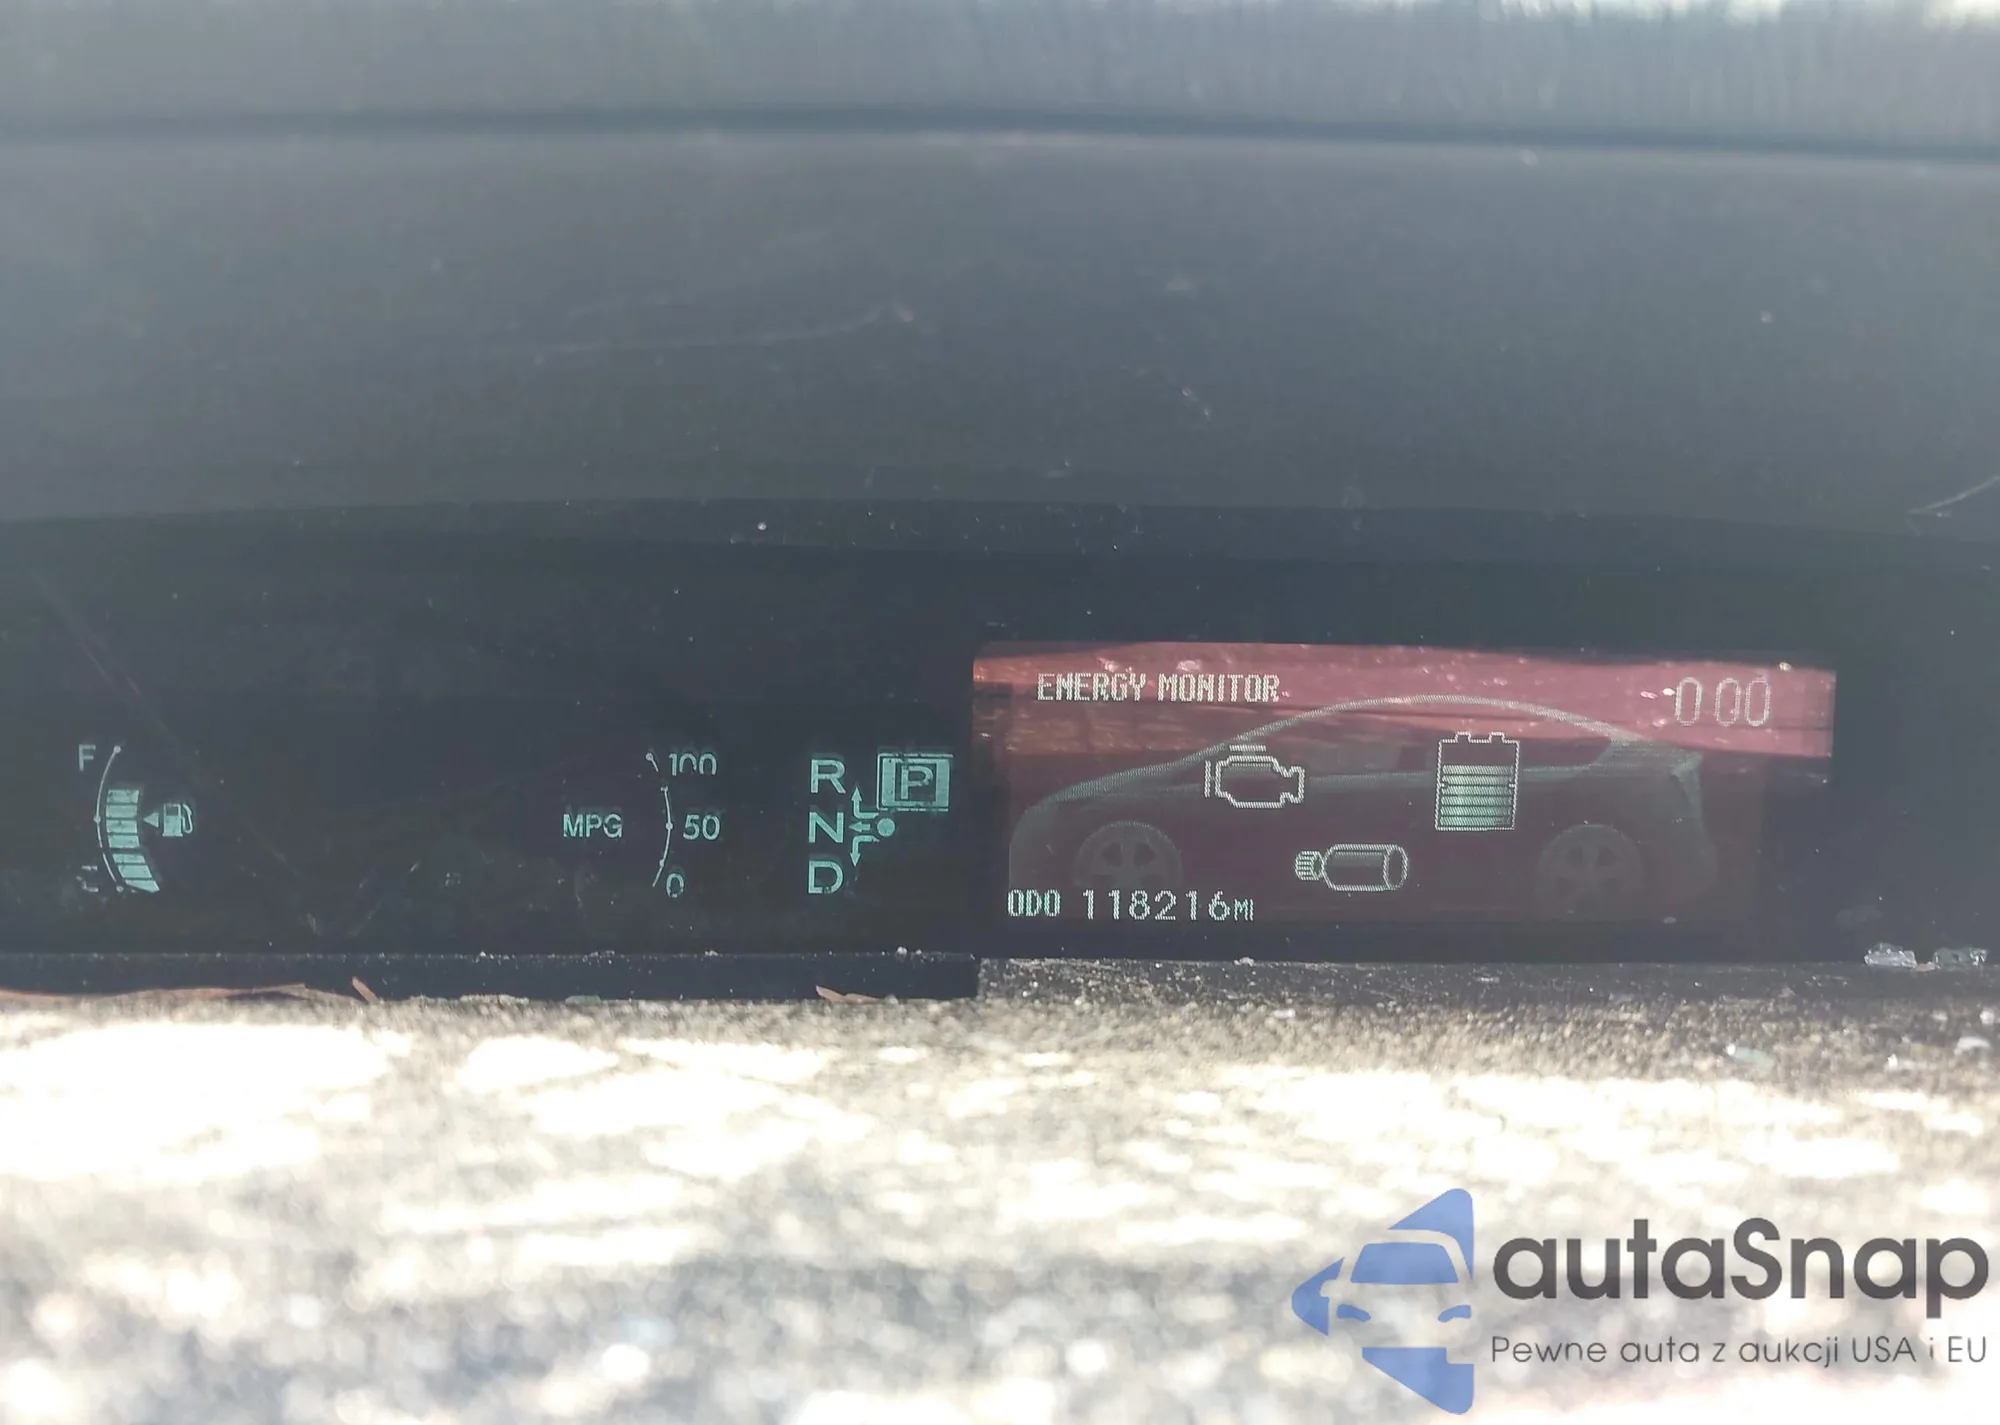 ENERGY MONITOR
0:00
F
100
R
P
MPG
50
N
D
0
ODO 118216MI
autaSnap
Pewne auta z aukcji USA i EU